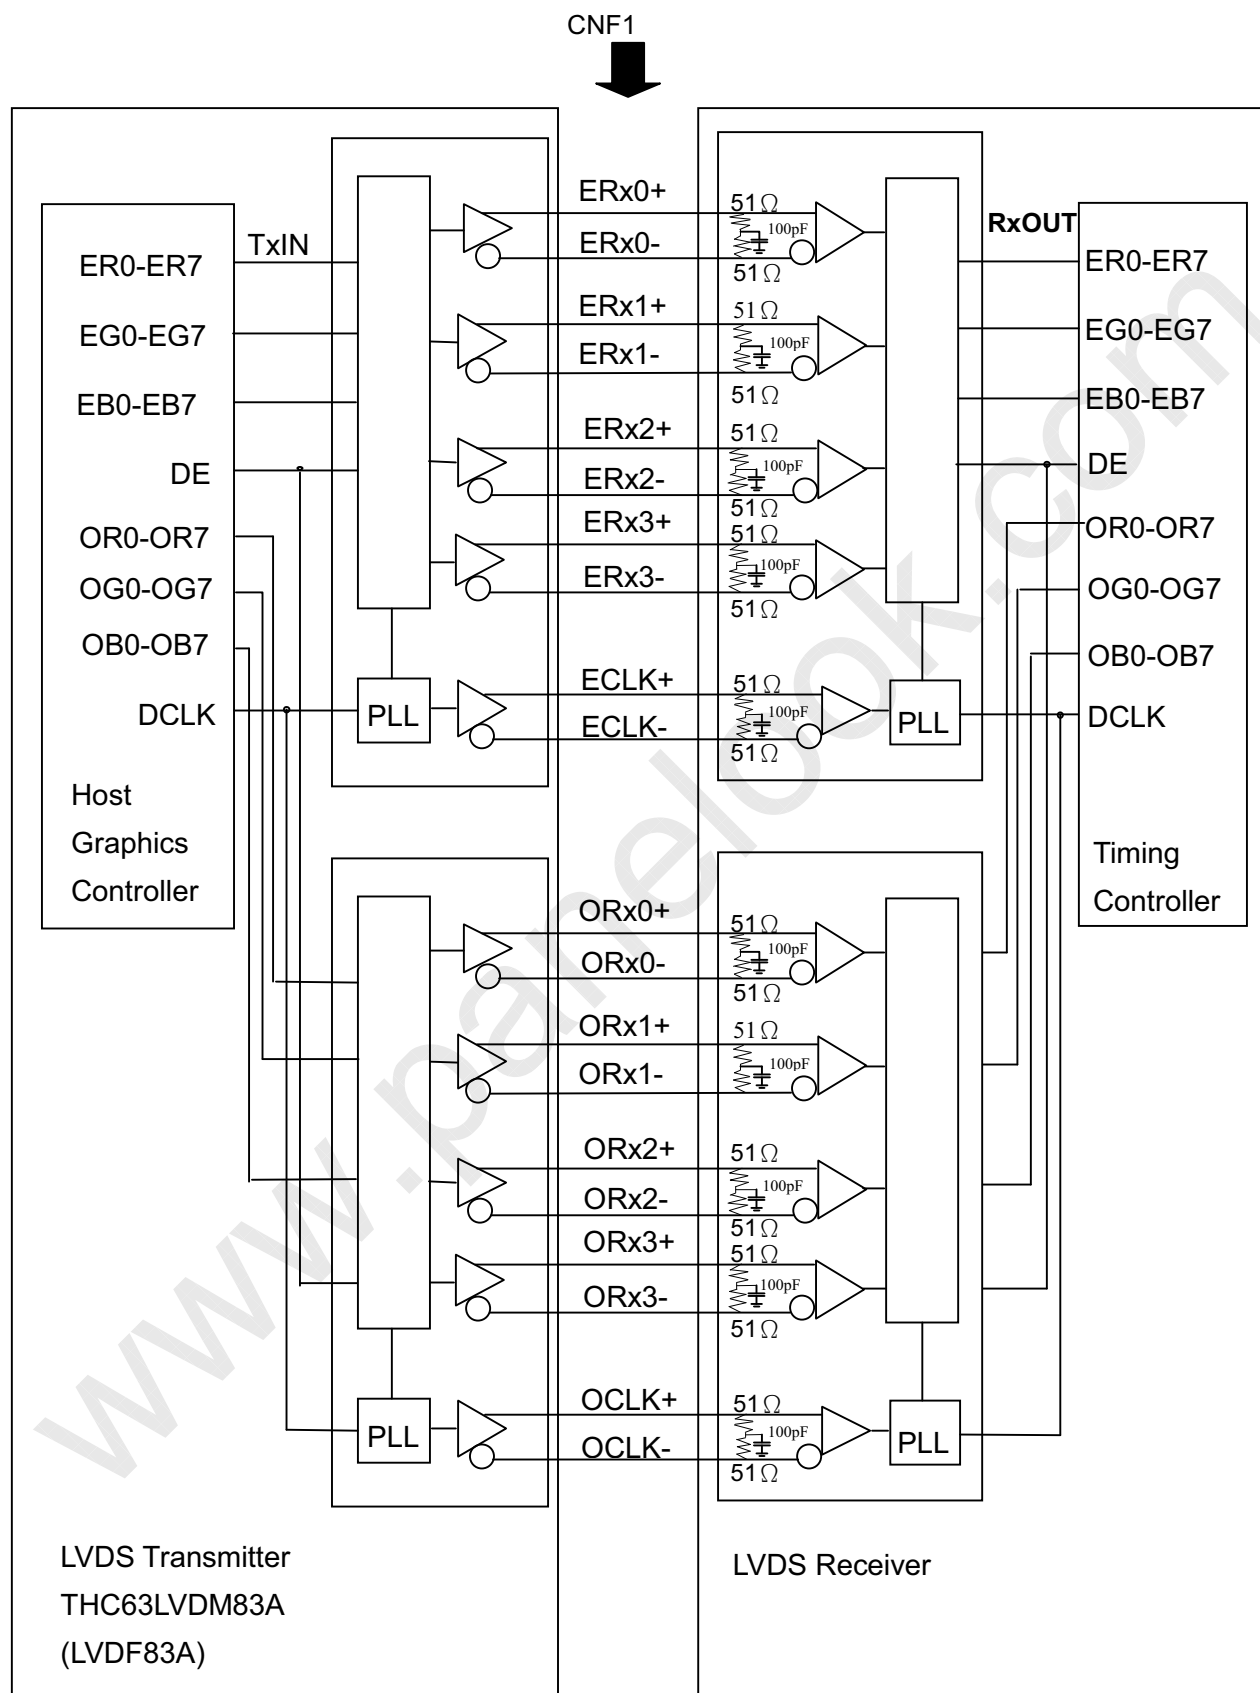 CNF1
TxIN
ER0-ER7
EG0-EG7
EB0-EB7
DE
OR0-OR7
OG0-OG7
OB0-OB7
DCLK
Host
Graphics
Controller
PLL
ERx0+
ERx0-
ERx1+
ERx1-
ERx2+
ERx2-
ERx3+
ERx3-
ECLK+
ECLK-
51Ω
100pF
51Ω
51Ω
100pF
51Ω
51Ω
100pF
51Ω
51Ω
100pF
51Ω
51Ω
100pF
51Ω
PLL
RxOUT
ER0-ER7
EG0-EG7
EB0-EB7
DE
OR0-OR7
OG0-OG7
OB0-OB7
DCLK
Timing
Controller
PLL
ORx0+
ORx0-
ORx1+
ORx1-
ORx2+
ORx2-
ORx3+
ORx3-
OCLK+
OCLK-
51Ω
100pF
51Ω
51Ω
100pF
51Ω
100pF
51Ω
51Ω
100pF
51Ω
51Ω
100pF
51Ω
PLL
LVDS Transmitter
THC63LVDM83A
(LVDF83A)
LVDS Receiver
www.panelook.com